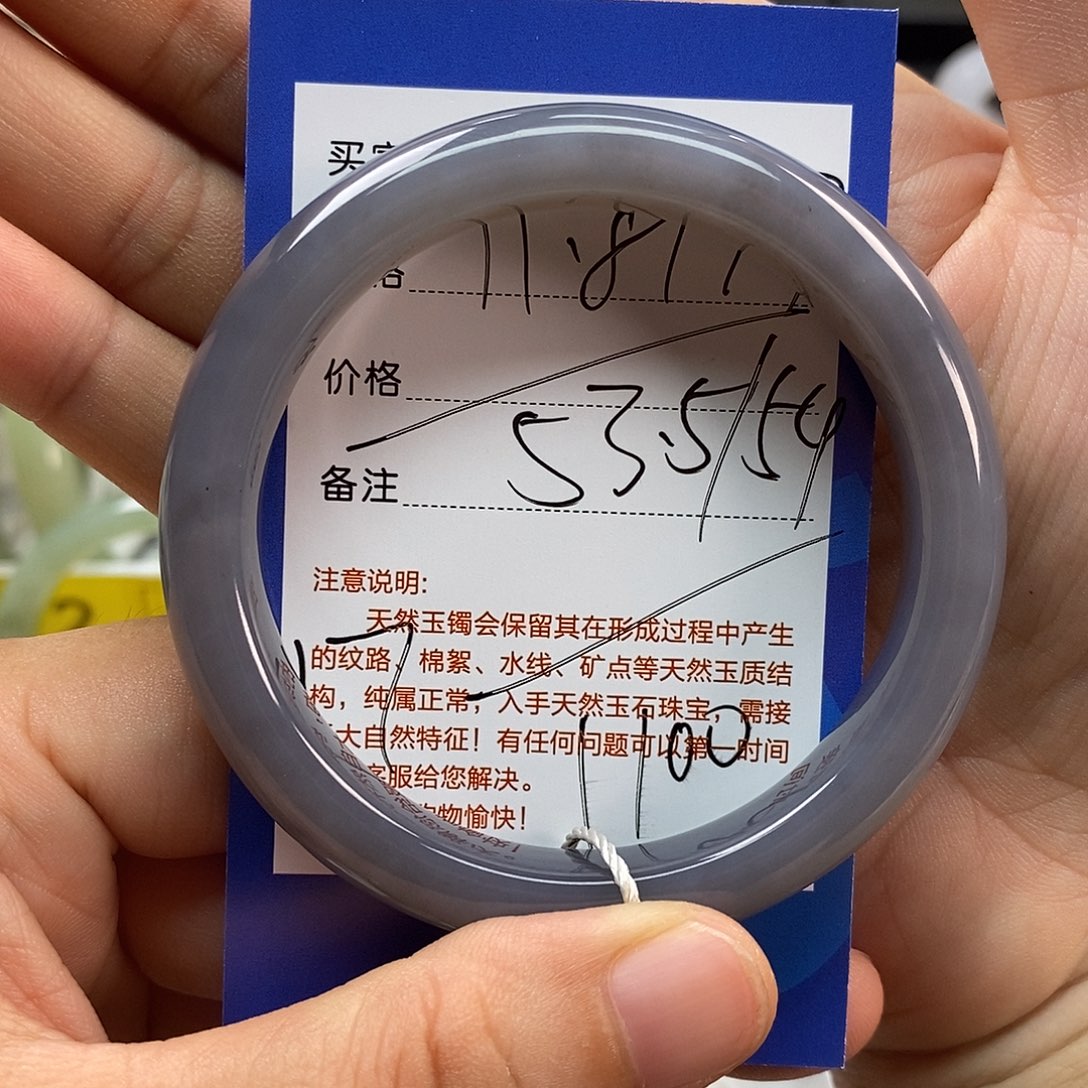 买
格 11.8/1
价格
53.5/54
备注
注意说明:
天然玉镯会保留其在形成过程中产生
的纹路、棉絮、水线、矿点等天然玉质结
构，纯属正常，入手天然玉石珠宝，需接
大自然特征！有任何问题可以第一时间
客服给您解决。
1100
购物愉快！
2